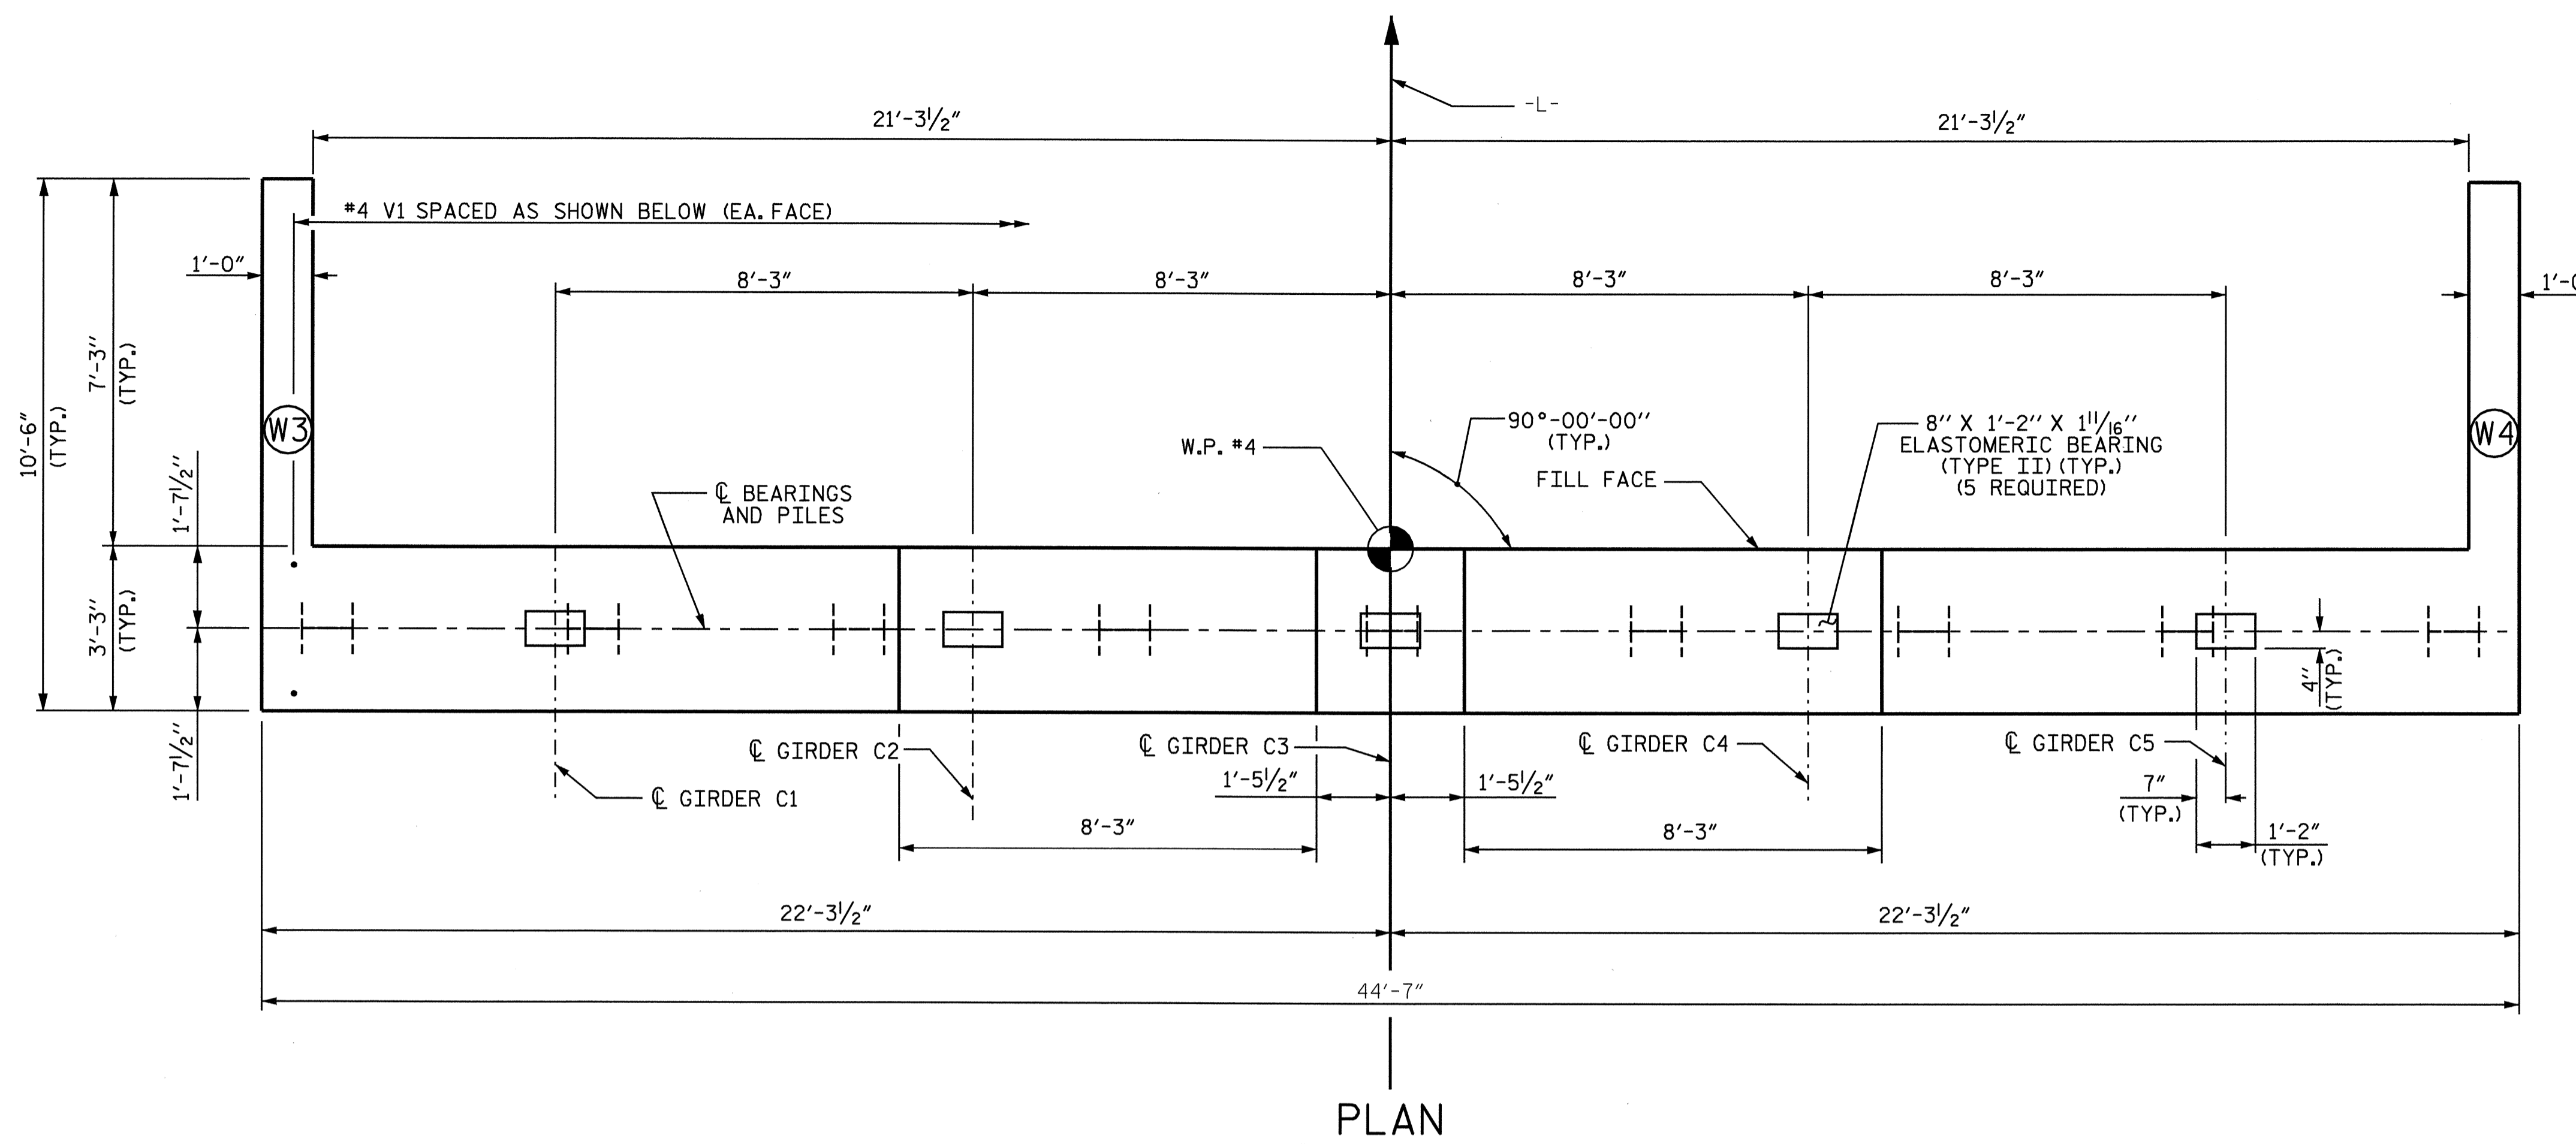 -L-
21'-3½"
21'-3½"
#4 V1 SPACED AS SHOWN BELOW (EA. FACE)
1'-0"
8'-3"
8'-3"
8'-3"
8'-3"
10'-6"
(TYP.)
7'-3"
(TYP.)
W3
W4
1'-7½"
3'-3"
(TYP.)
1'-7½"
W.P. #4
90°-00'-00"
(TYP.)
FILL FACE
8" X 1'-2" X 1 11/16"
ELASTOMERIC BEARING
(TYPE II) (TYP.)
(5 REQUIRED)
℄ BEARINGS
AND PILES
4"
(TYP.)
℄ GIRDER C1
℄ GIRDER C2
℄ GIRDER C3
℄ GIRDER C4
℄ GIRDER C5
1'-5½"
1'-5½"
7"
(TYP.)
1'-2"
(TYP.)
8'-3"
8'-3"
22'-3½"
22'-3½"
44'-7"
PLAN